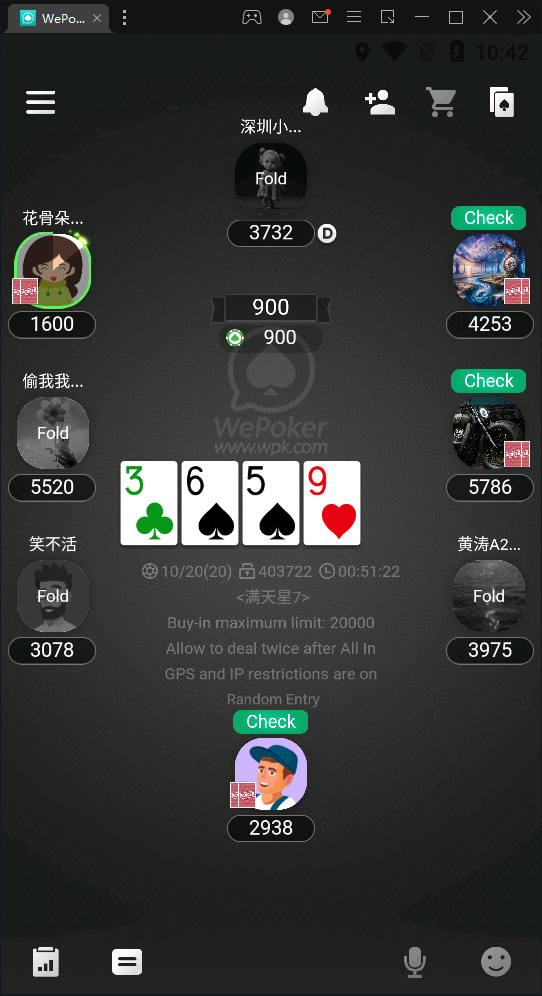 WePo...
10:42
深圳小...
Fold
3732
D
花骨朵...
1600
Check
4253
900
900
WePoker
www.wpk.com
偷我我...
Fold
5520
Check
5786
3
6
5
9
10/20(20) 403722 00:51:22
<满天星7>
Buy-in maximum limit: 20000
Allow to deal twice after All In
GPS and IP restrictions are on
Random Entry
笑不活
Fold
3078
黄涛A2...
Fold
3975
Check
2938